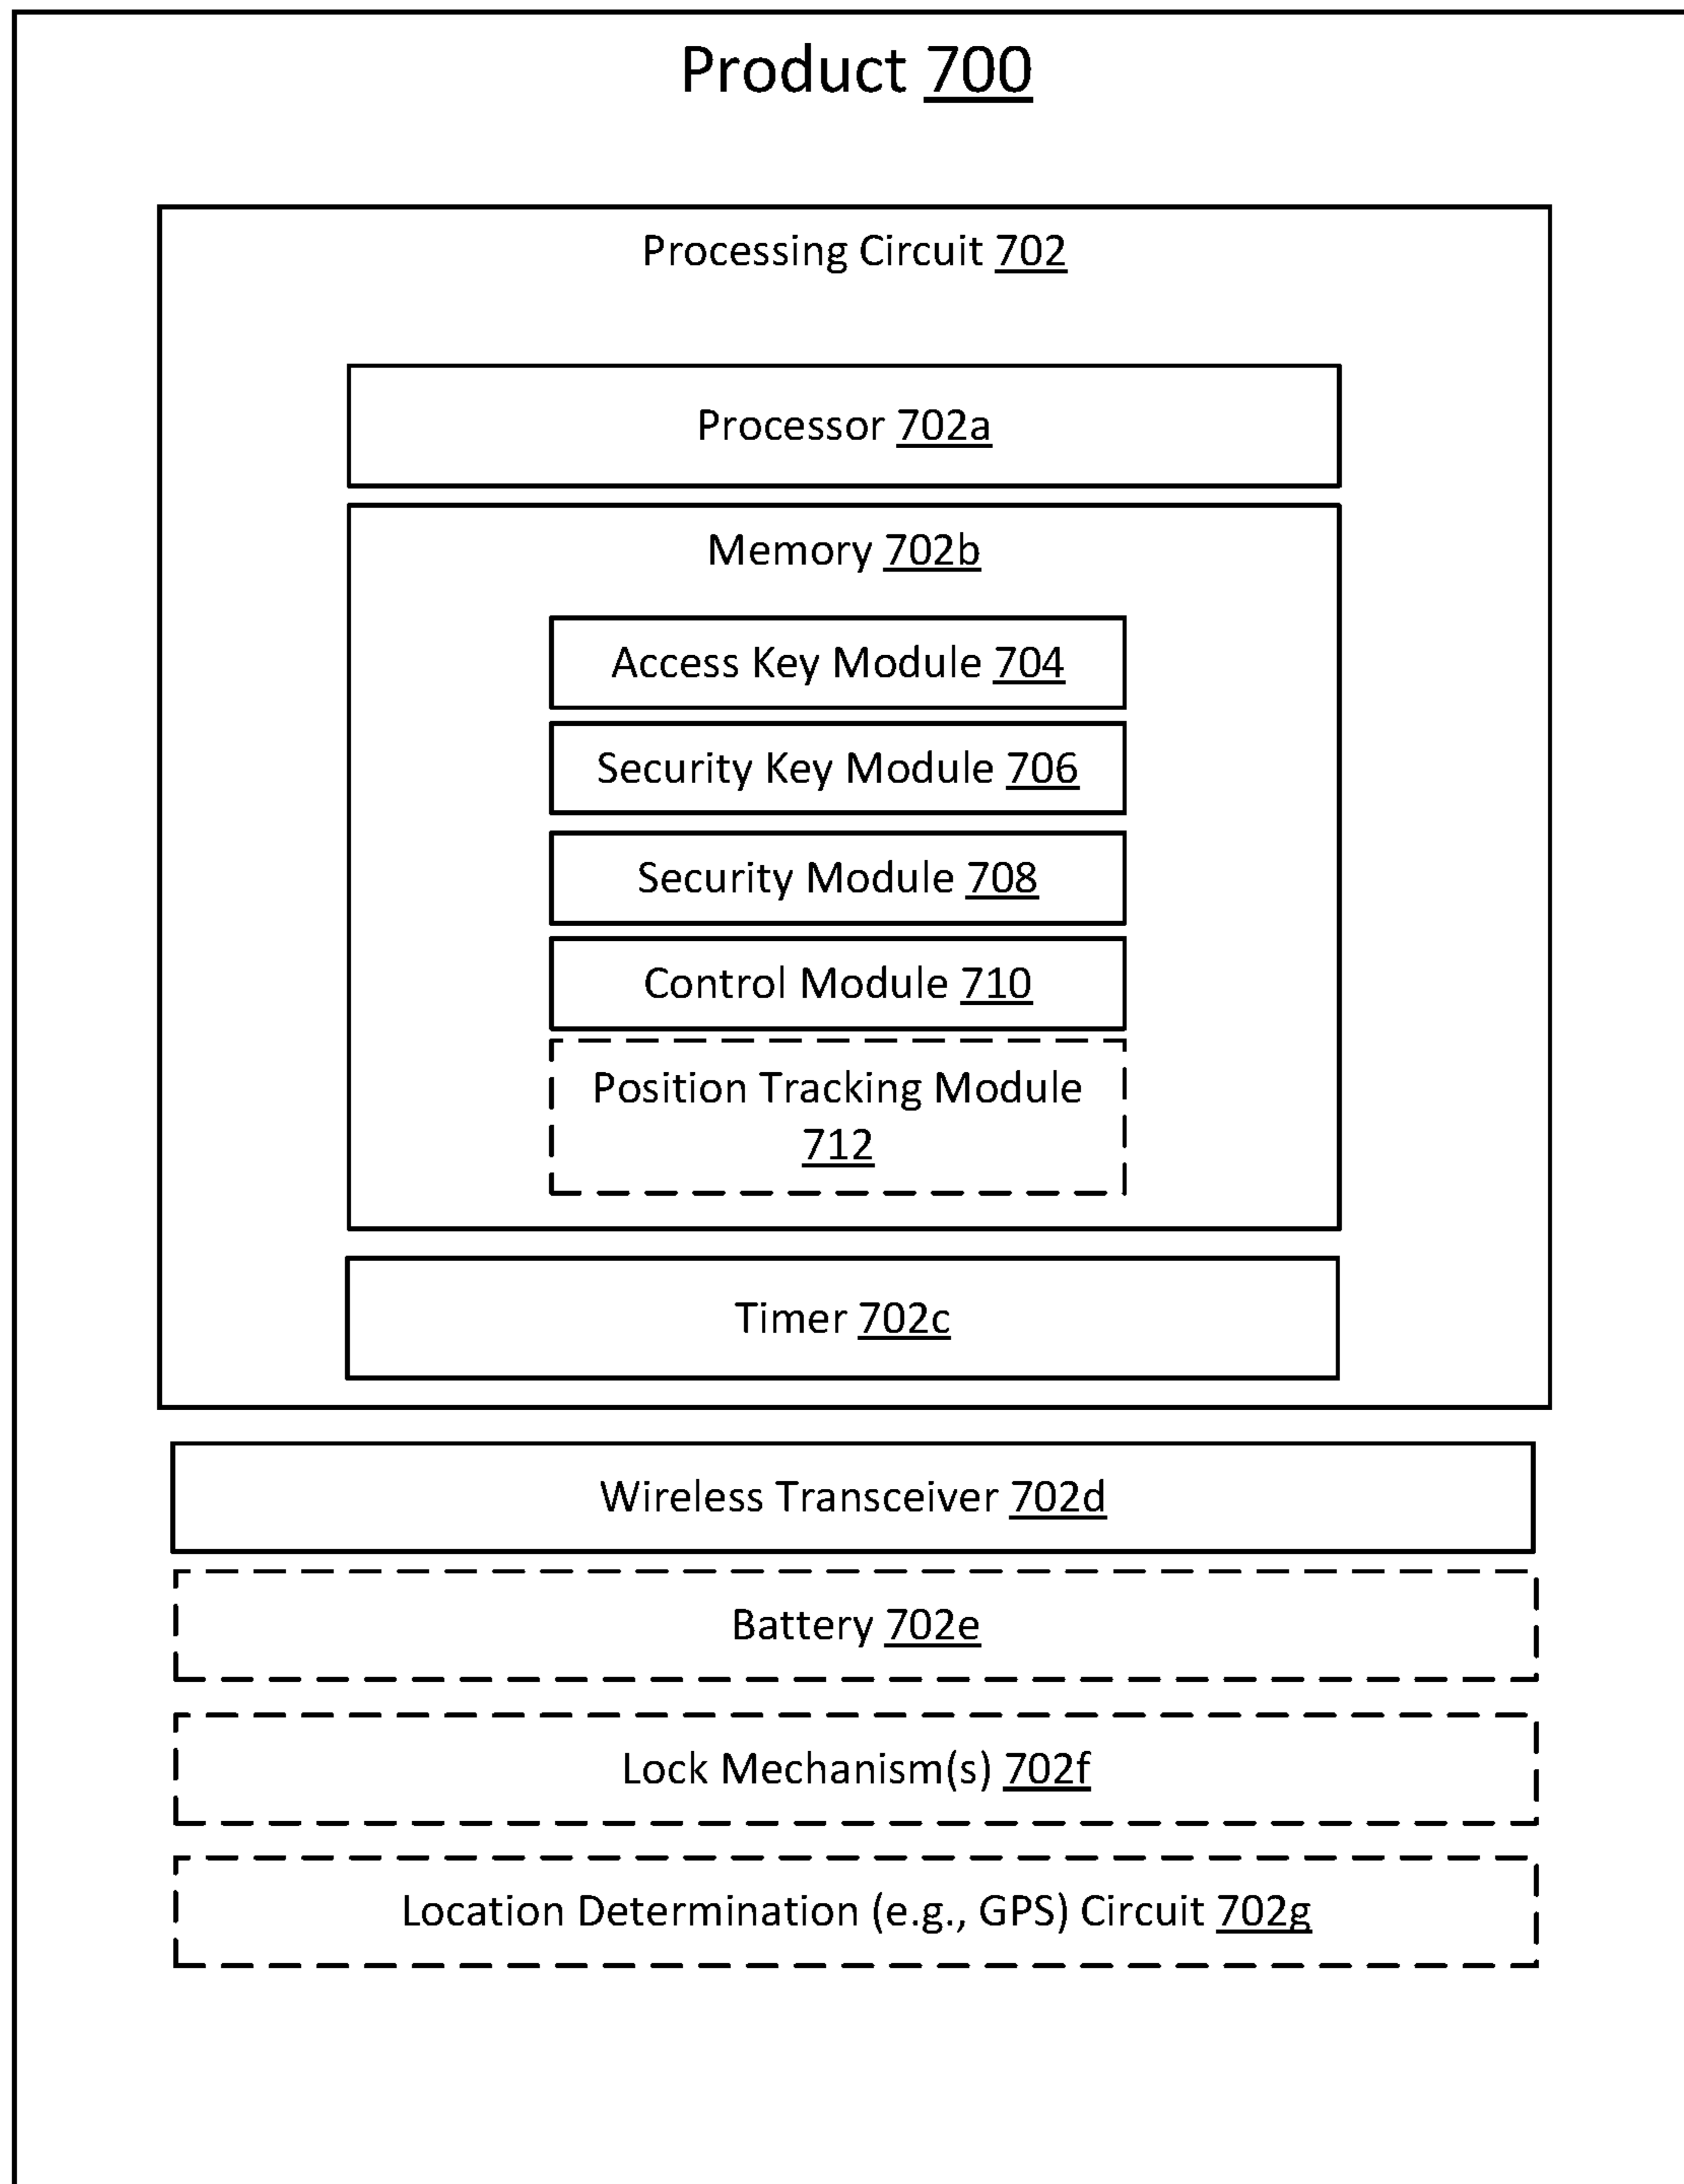 Product 700
Processing Circuit 702
Processor 702a
Memory 702b
Access Key Module 704
Security Key Module 706
Security Module 708
Control Module 710
Position Tracking Module
712
Timer 702c
Wireless Transceiver 702d
Battery 702e
Lock Mechanism(s) 702f
Location Determination (e.g., GPS) Circuit 702g